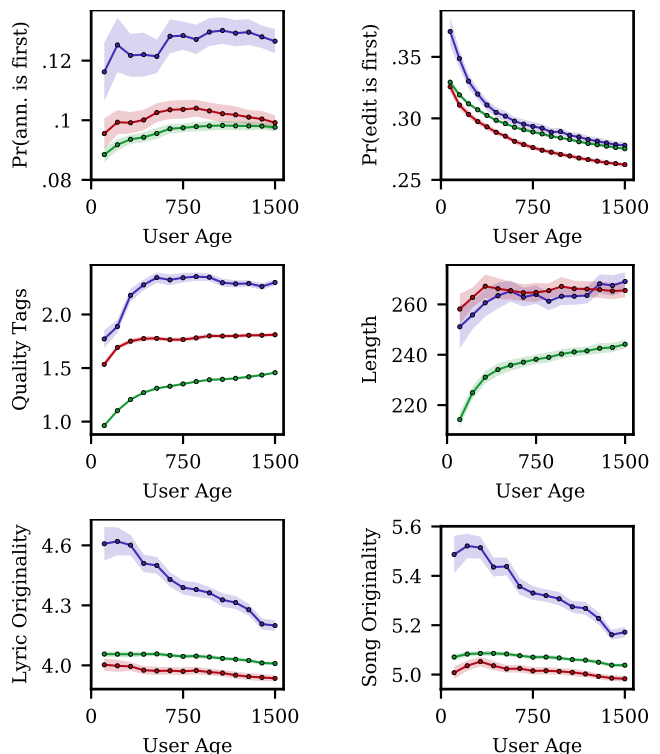 Pr(ann. is first)
.12
.1
.08
0 750 1500
User Age
Pr(edit is first)
.35
.30
.25
0 750 1500
User Age
Quality Tags
2.0
1.5
1.0
0 750 1500
User Age
Length
260
240
220
0 750 1500
User Age
Lyric Originality
4.6
4.3
4.0
0 750 1500
User Age
Song Originality
5.6
5.4
5.2
5.0
0 750 1500
User Age